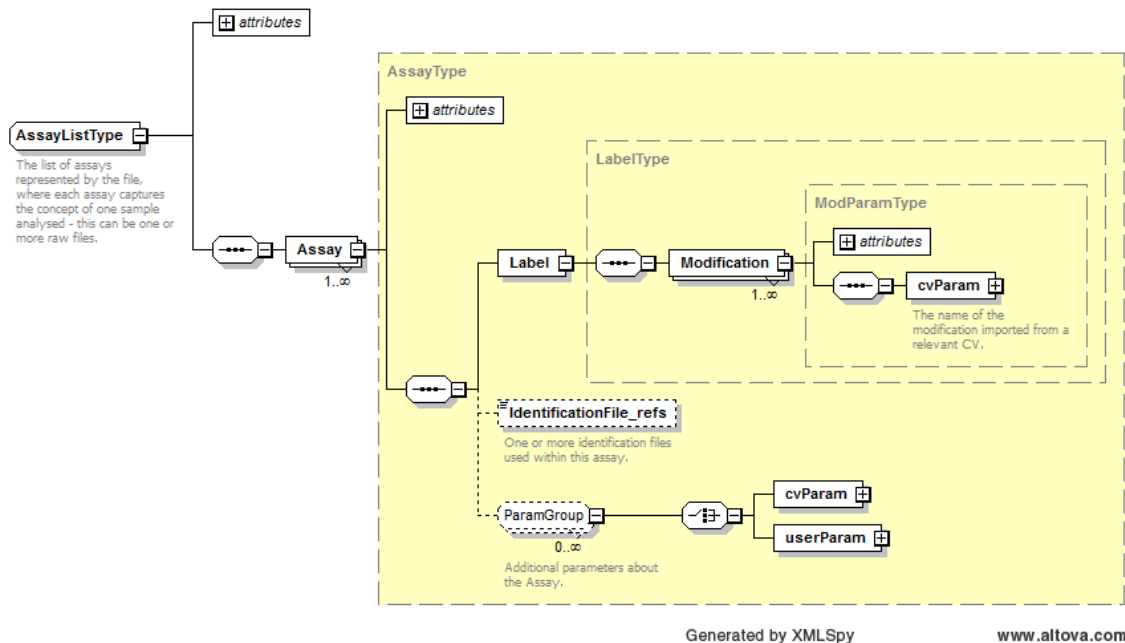 attributes
AssayType
attributes
AssayListType
The list of assays
represented by the file,
where each assay captures
the concept of one sample
analysed - this can be one or
more raw files.
LabelType
ModParamType
attributes
Assay
1..∞
Label
Modification
1..∞
cvParam
The name of the
modification imported from a
relevant CV.
IdentificationFile_refs
One or more identification files
used within this assay.
ParamGroup
0..∞
Additional parameters about
the Assay.
cvParam
userParam
Generated by XMLSpy
www.altova.com